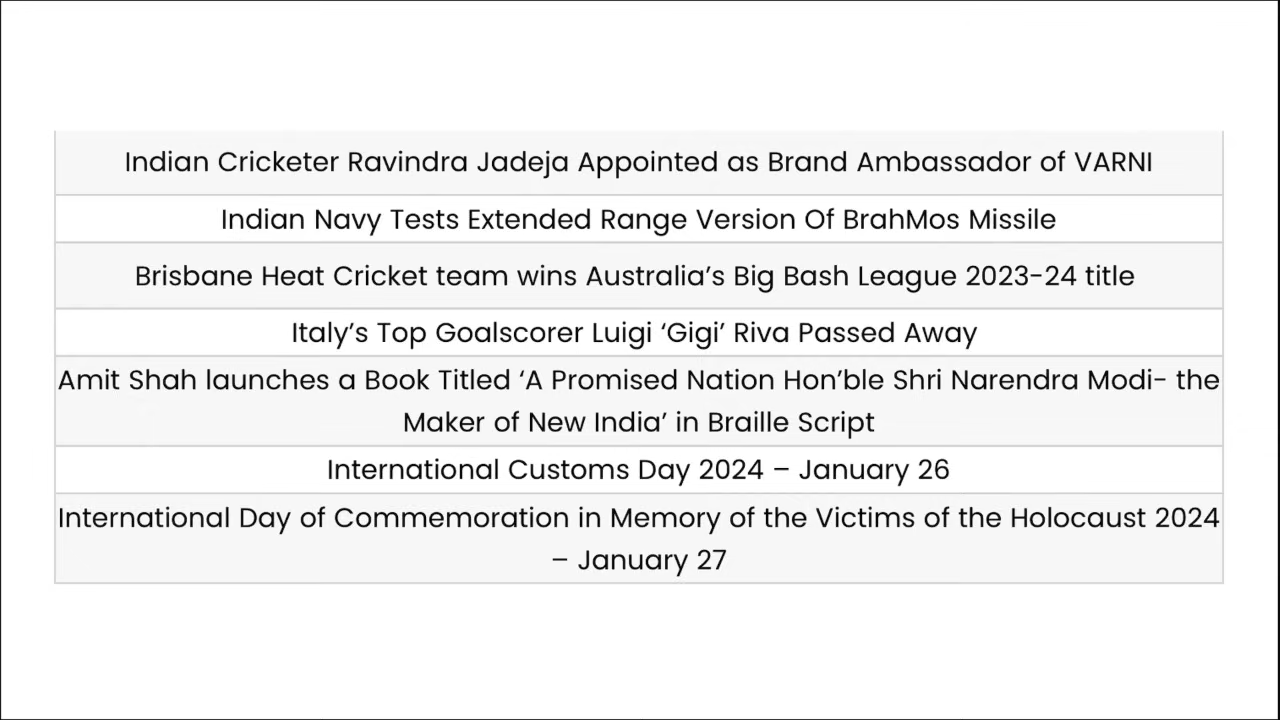 Indian Cricketer Ravindra Jadeja Appointed as Brand Ambassador of VARNI
Indian Navy Tests Extended Range Version Of BrahMos Missile
Brisbane Heat Cricket team wins Australia’s Big Bash League 2023-24 title
Italy’s Top Goalscorer Luigi ‘Gigi’ Riva Passed Away
Amit Shah launches a Book Titled ‘A Promised Nation Hon’ble Shri Narendra Modi- the
Maker of New India’ in Braille Script
International Customs Day 2024 – January 26
International Day of Commemoration in Memory of the Victims of the Holocaust 2024
– January 27